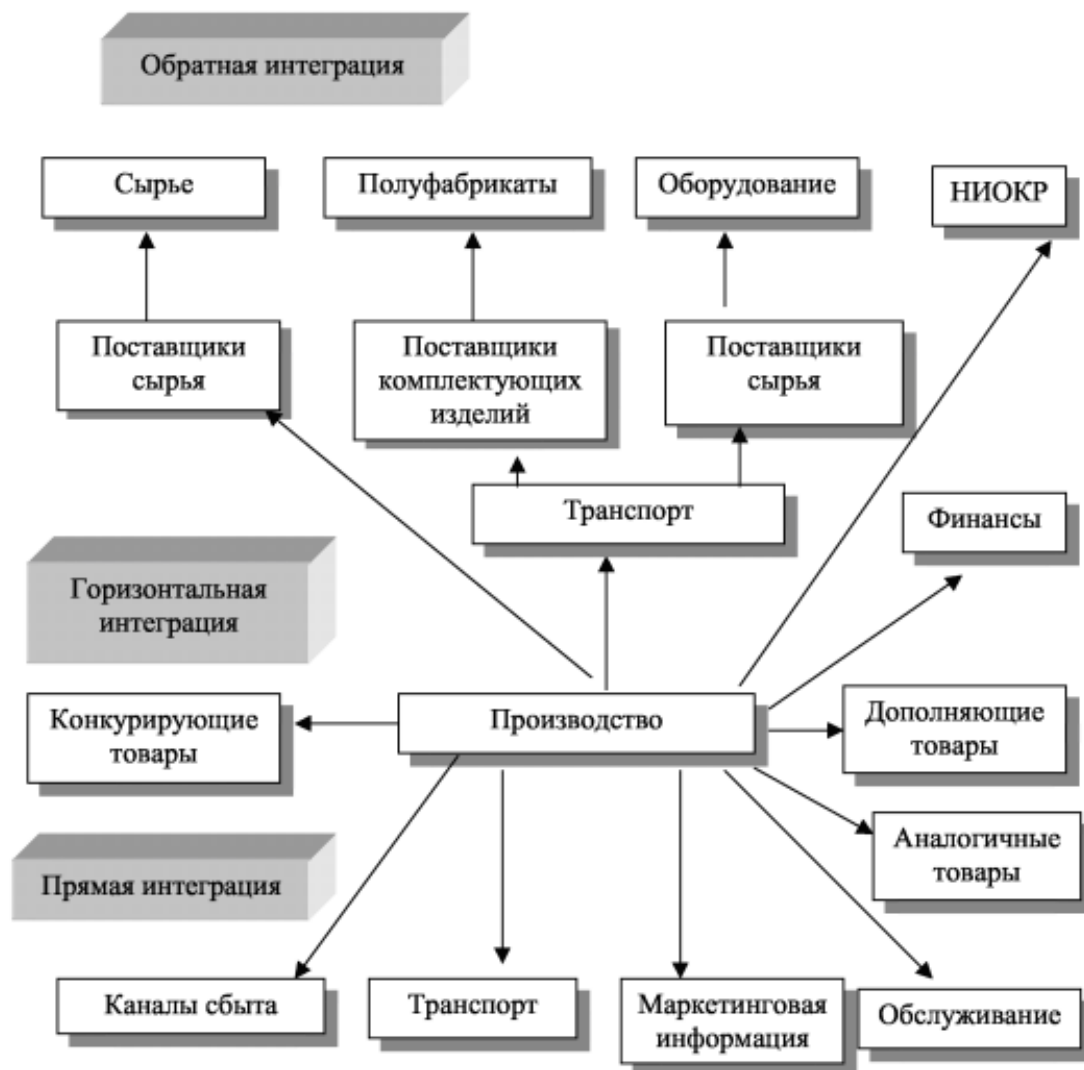 Обратная интеграция
Сырье
Полуфабрикаты
Оборудование
НИОКР
Поставщики
сырья
Поставщики
комплектующих
изделий
Поставщики
сырья
Транспорт
Финансы
Горизонтальная
интеграция
Конкурирующие
товары
Производство
Дополняющие
товары
Аналогичные
товары
Прямая интеграция
Каналы сбыта
Транспорт
Маркетинговая
информация
Обслуживание